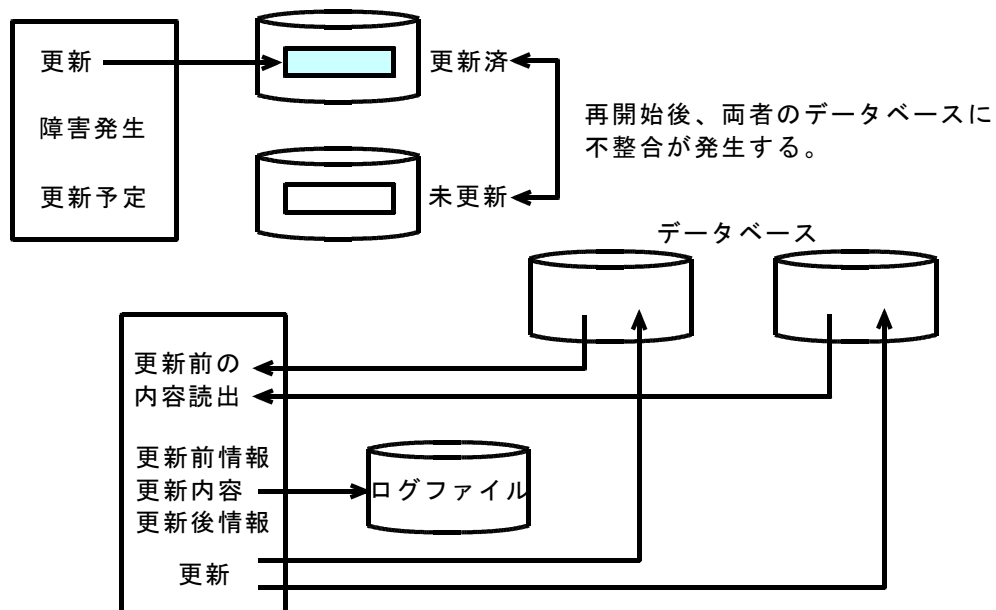 更新
更新済
障害発生
再開始後、両者のデータベースに
不整合が発生する。
更新予定
未更新
データベース
更新前の
内容読出
更新前情報
更新内容
ログファイル
更新後情報
更新